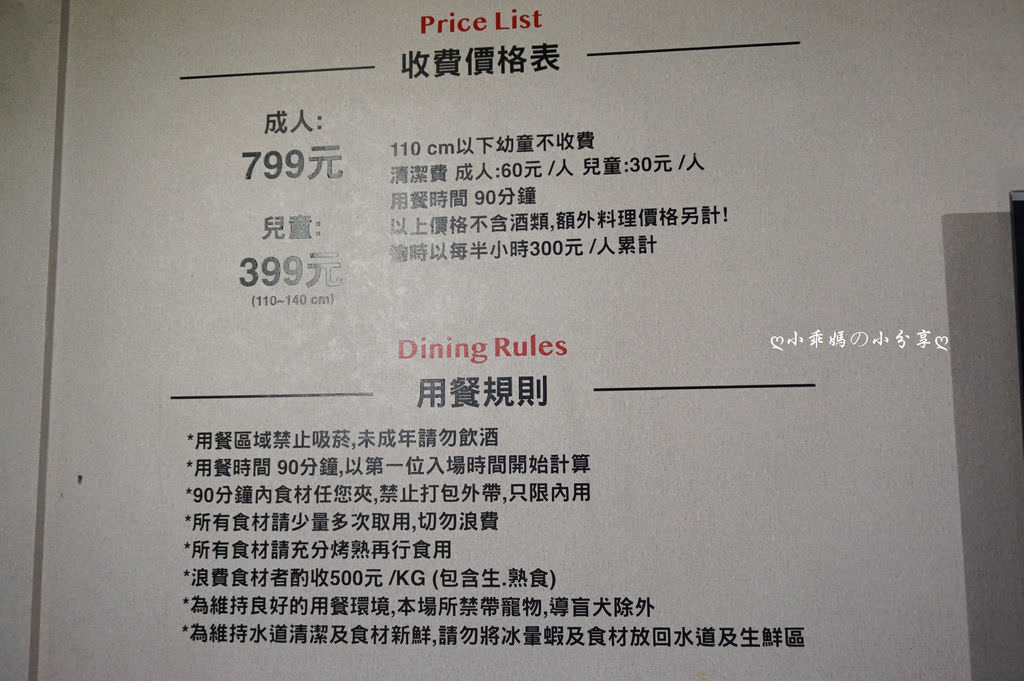 Price List
收費價格表
成人:
799元
兒童:
399元
(110~140 cm)
110 cm以下幼童不收費
清潔費 成人:60元 /人 兒童:30元 /人
用餐時間 90分鐘
以上價格不含酒類,額外料理價格另計!
逾時以每半小時300元 /人累計
Dining Rules
用餐規則
*用餐區域禁止吸菸,未成年請勿飲酒
*用餐時間 90分鐘,以第一位入場時間開始計算
*90分鐘內食材任您夾,禁止打包外帶,只限內用
*所有食材請少量多次取用,切勿浪費
*所有食材請充分烤熟再行食用
*浪費食材者酌收500元 /KG (包含生.熟食)
*為維持良好的用餐環境,本場所禁帶寵物,導盲犬除外
*為維持水道清潔及食材新鮮,請勿將冰暈蝦及食材放回水道及生鮮區
ღ小乖媽の小分享ღ